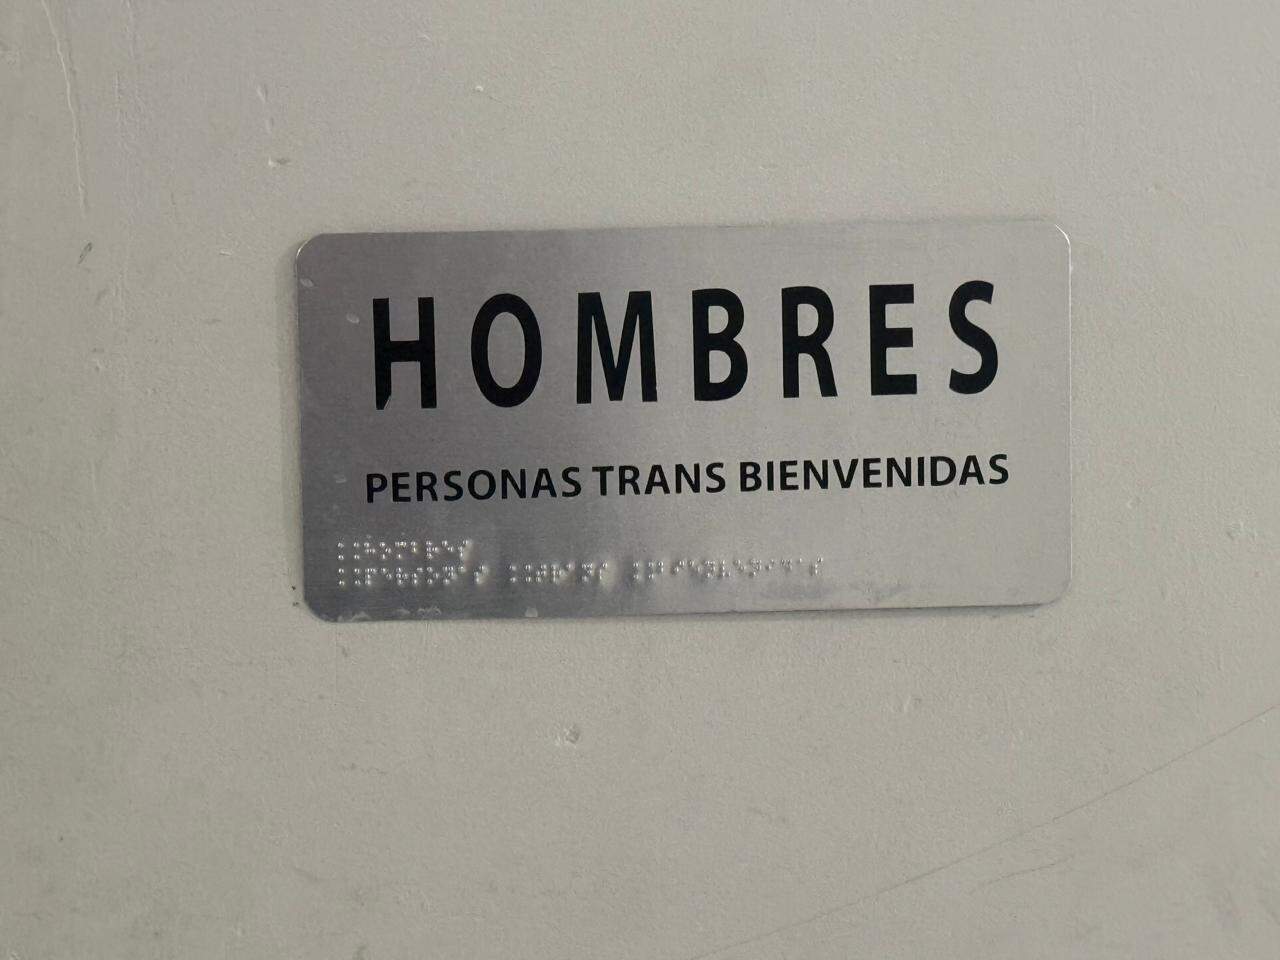 HOMBRES
PERSONAS TRANS BIENVENIDAS